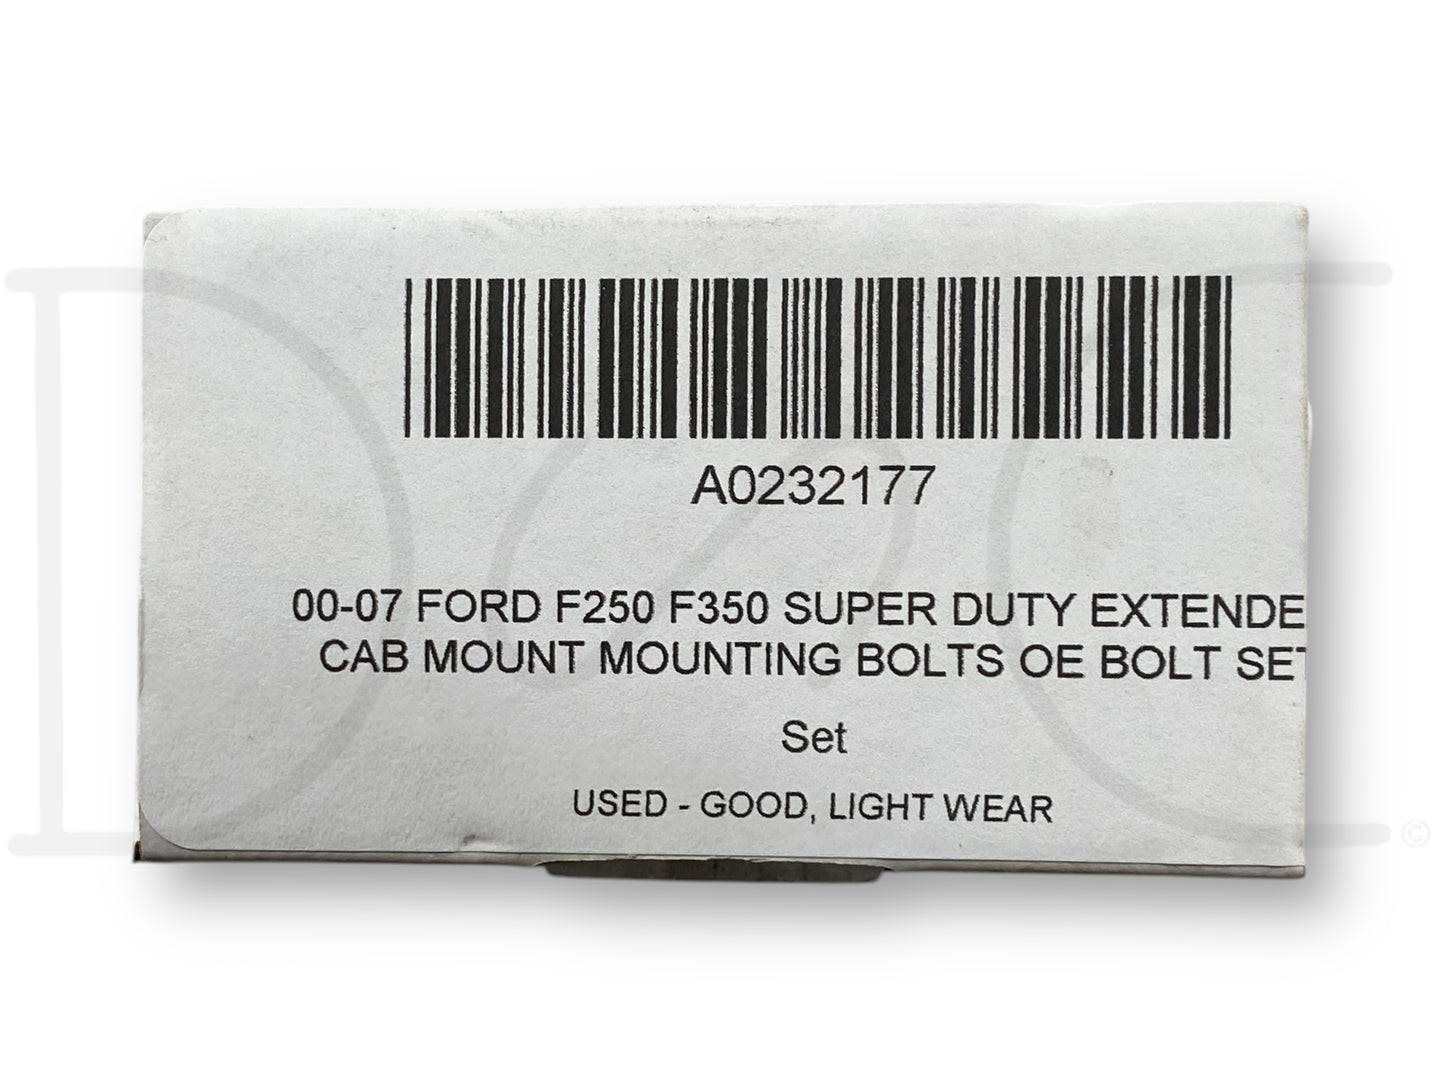 A0232177
00-07 FORD F250 F350 SUPER DUTY EXTENDE
CAB MOUNT MOUNTING BOLTS OE BOLT SET
Set
USED - GOOD, LIGHT WEAR
©